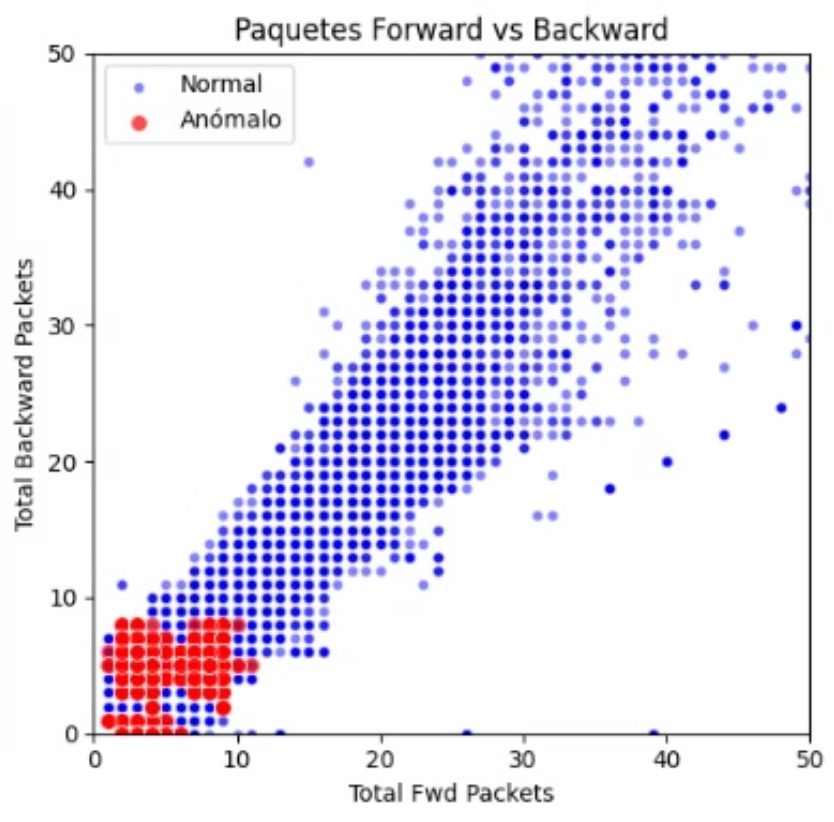 Paquetes Forward vs Backward
Normal
Anómalo
Total Backward Packets
50
40
30
20
10
0
0 10 20 30 40 50
Total Fwd Packets